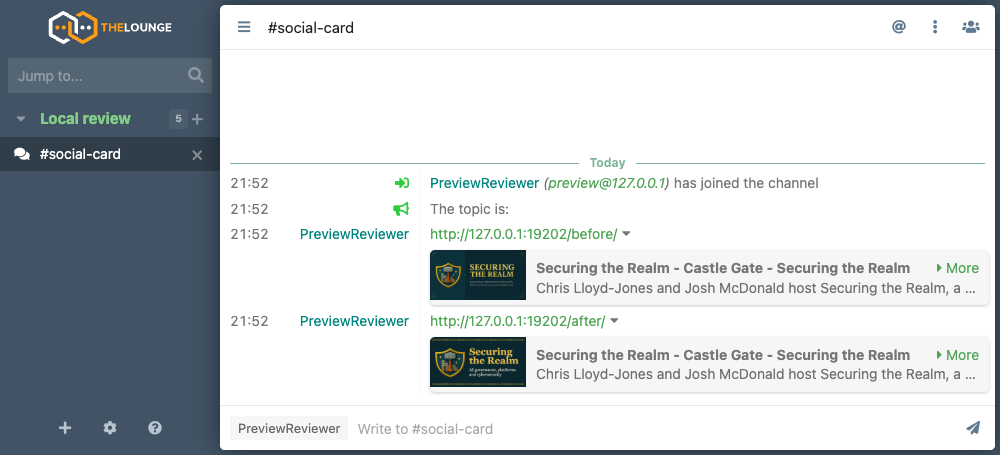 THELOUNGE
Jump to...
Local review 5
#social-card
#social-card
Today
21:52 PreviewReviewer (preview@127.0.0.1) has joined the channel
21:52 The topic is:
21:52 PreviewReviewer http://127.0.0.1:19202/before/
SECURING
THE REALM
Securing the Realm - Castle Gate - Securing the Realm More
Chris Lloyd-Jones and Josh McDonald host Securing the Realm, a ...
21:52 PreviewReviewer http://127.0.0.1:19202/after/
Securing
the Realm
AI governance, platforms
and cybersecurity
Securing the Realm - Castle Gate - Securing the Realm More
Chris Lloyd-Jones and Josh McDonald host Securing the Realm, a ...
PreviewReviewer Write to #social-card